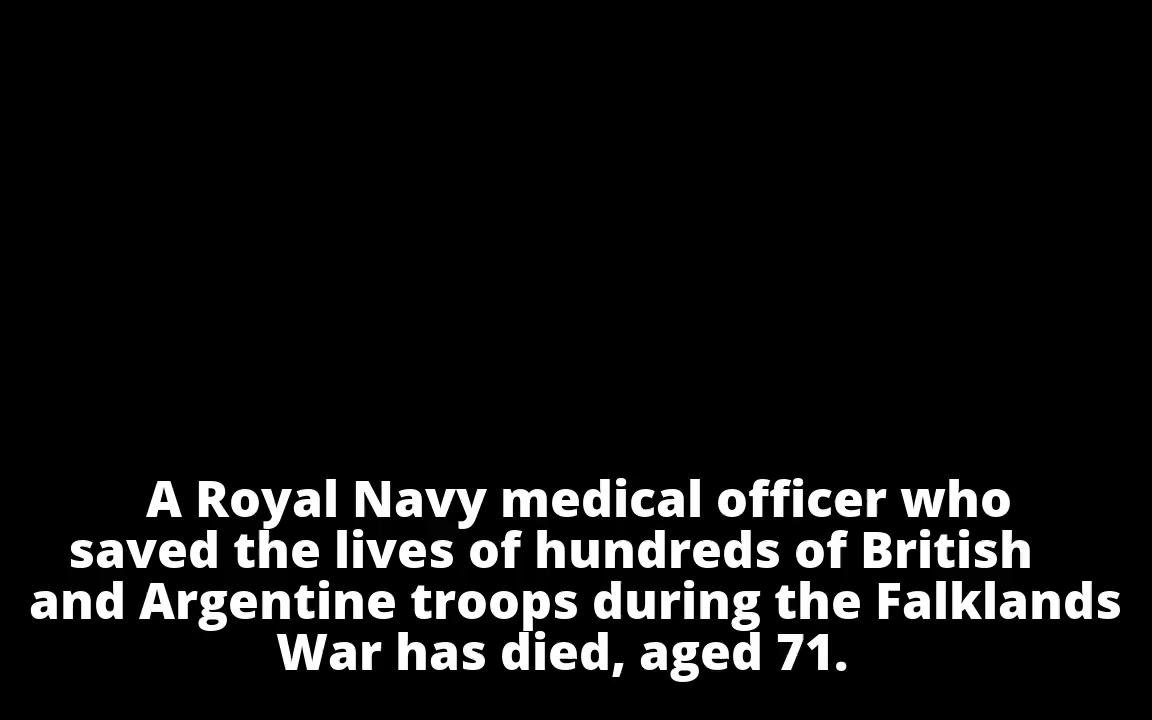 A Royal Navy medical officer who
saved the lives of hundreds of British
and Argentine troops during the Falklands
War has died, aged 71.